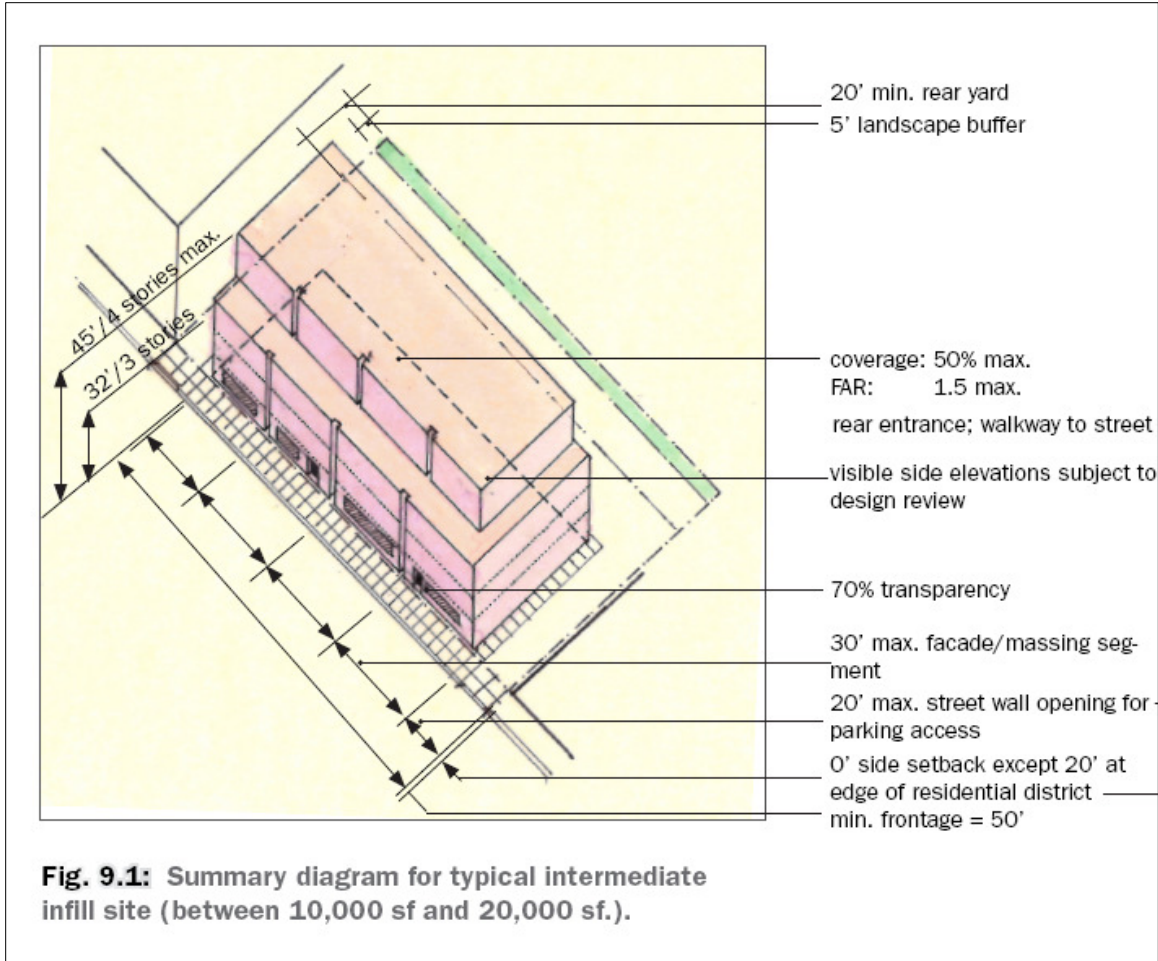 20' min. rear yard
5' landscape buffer
45'/4 stories max.
32'/3 stories
coverage: 50% max.
FAR: 1.5 max.
rear entrance; walkway to street
visible side elevations subject to
design review
70% transparency
30' max. facade/massing seg-
ment
20' max. street wall opening for
parking access
0' side setback except 20' at
edge of residential district
min. frontage = 50'
Fig. 9.1: Summary diagram for typical intermediate
infill site (between 10,000 sf and 20,000 sf.).